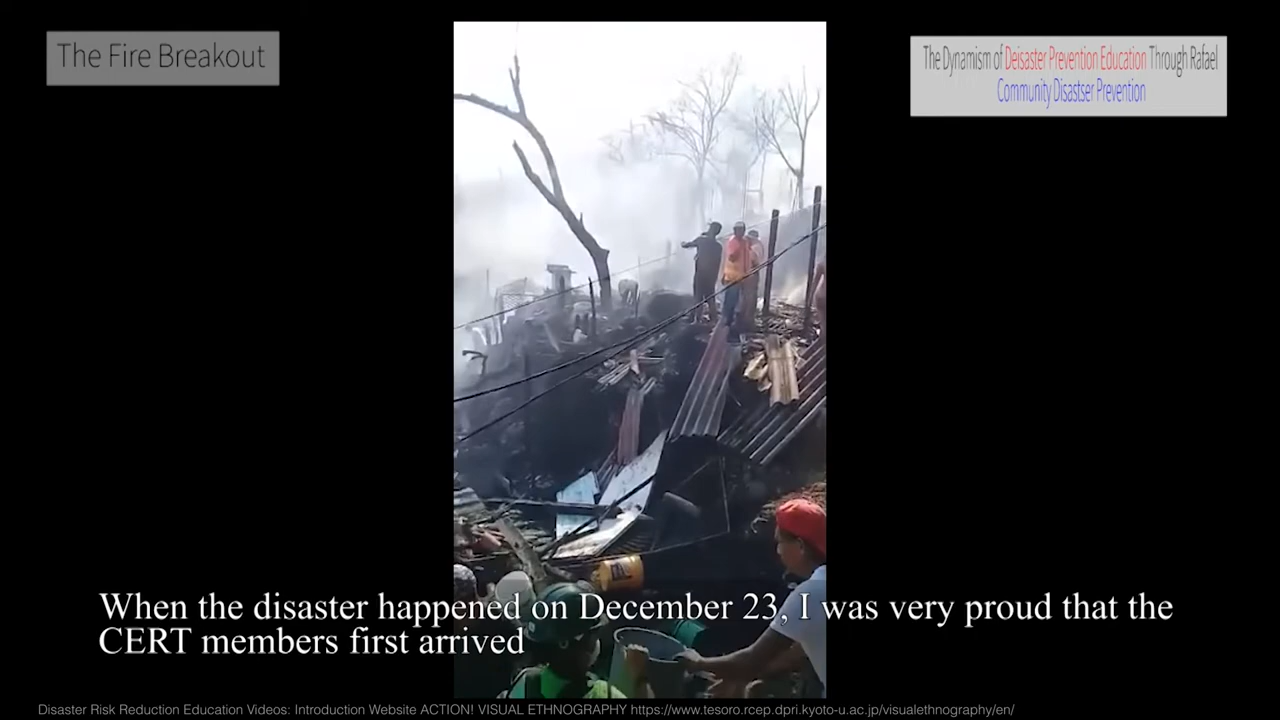 The Fire Breakout
The Dynamism of Deisaster Prevention Education Through Rafael
Community Disastser Prevention
When the disaster happened on December 23, I was very proud that the
CERT members first arrived
Disaster Risk Reduction Education Videos: Introduction Website ACTION! VISUAL ETHNOGRAPHY https://www.tesoro.rcep.dpri.kyoto-u.ac.jp/visualethnography/en/